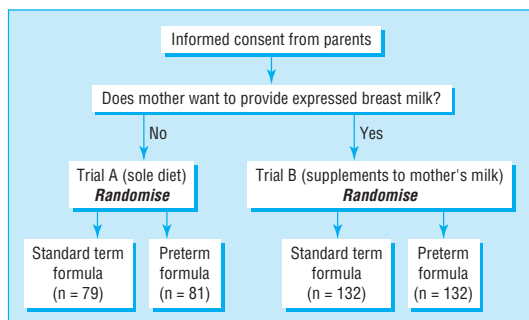 Informed consent from parents
Does mother want to provide expressed breast milk?
No
Yes
Trial A (sole diet)
Randomise
Trial B (supplements to mother's milk)
Randomise
Standard term
formula
(n = 79)
Preterm
formula
(n = 81)
Standard term
formula
(n = 132)
Preterm
formula
(n = 132)